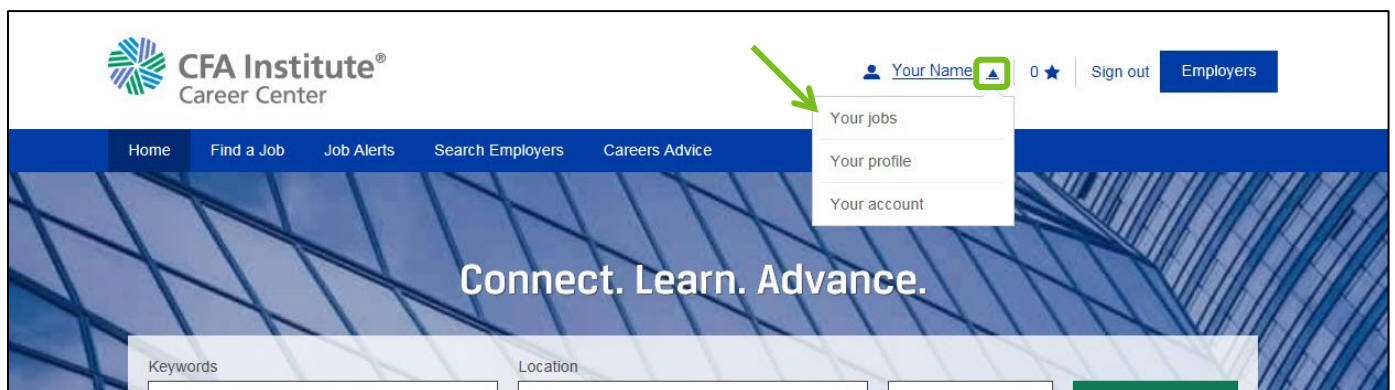 CFA Institute®
Career Center
Your Name
0
Sign out
Employers
Your jobs
Your profile
Your account
Home
Find a Job
Job Alerts
Search Employers
Careers Advice
Connect. Learn. Advance.
Keywords
Location